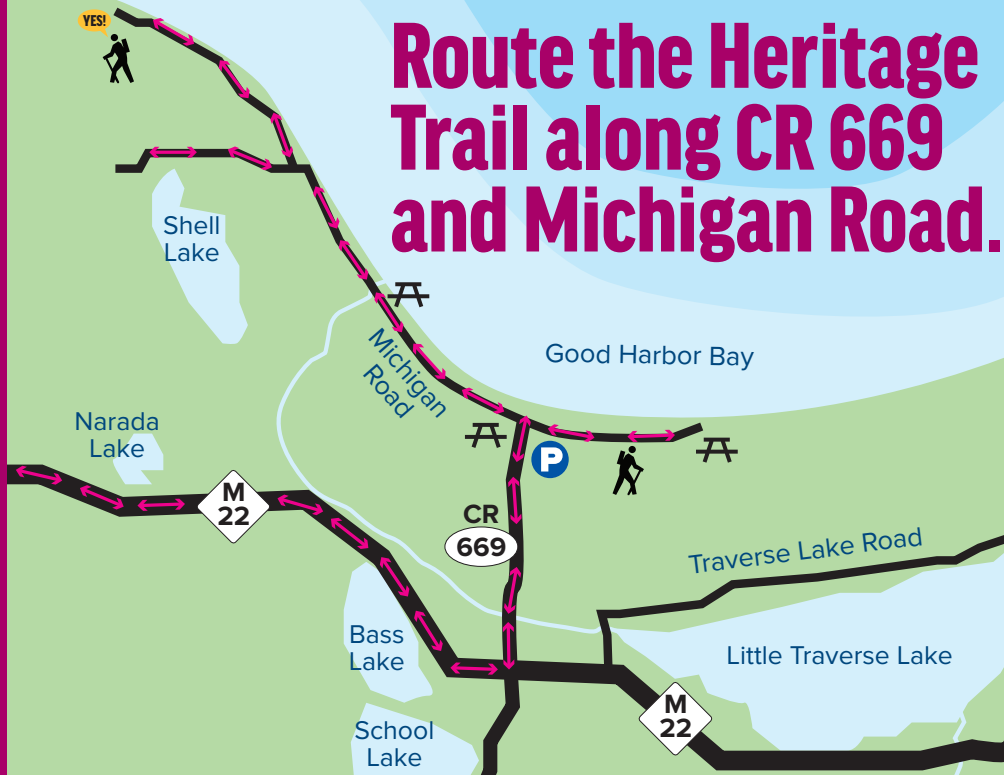 YES!
Route the Heritage
Trail along CR 669
and Michigan Road.
Shell
Lake
Michigan
Road
Good Harbor Bay
Narada
Lake
M
22
P
CR
669
Traverse Lake Road
Bass
Lake
Little Traverse Lake
M
22
School
Lake